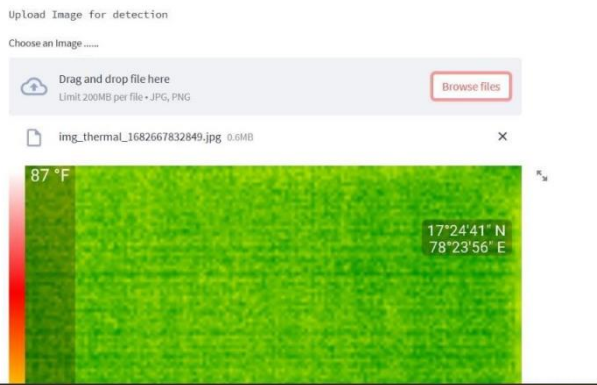 Upload Image for detection
Choose an Image ......
Drag and drop file here
Limit 200MB per file • JPG, PNG
Browse files
img_thermal_1682667832849.jpg 0.6MB
87 °F
17°24'41" N
78°23'56" E